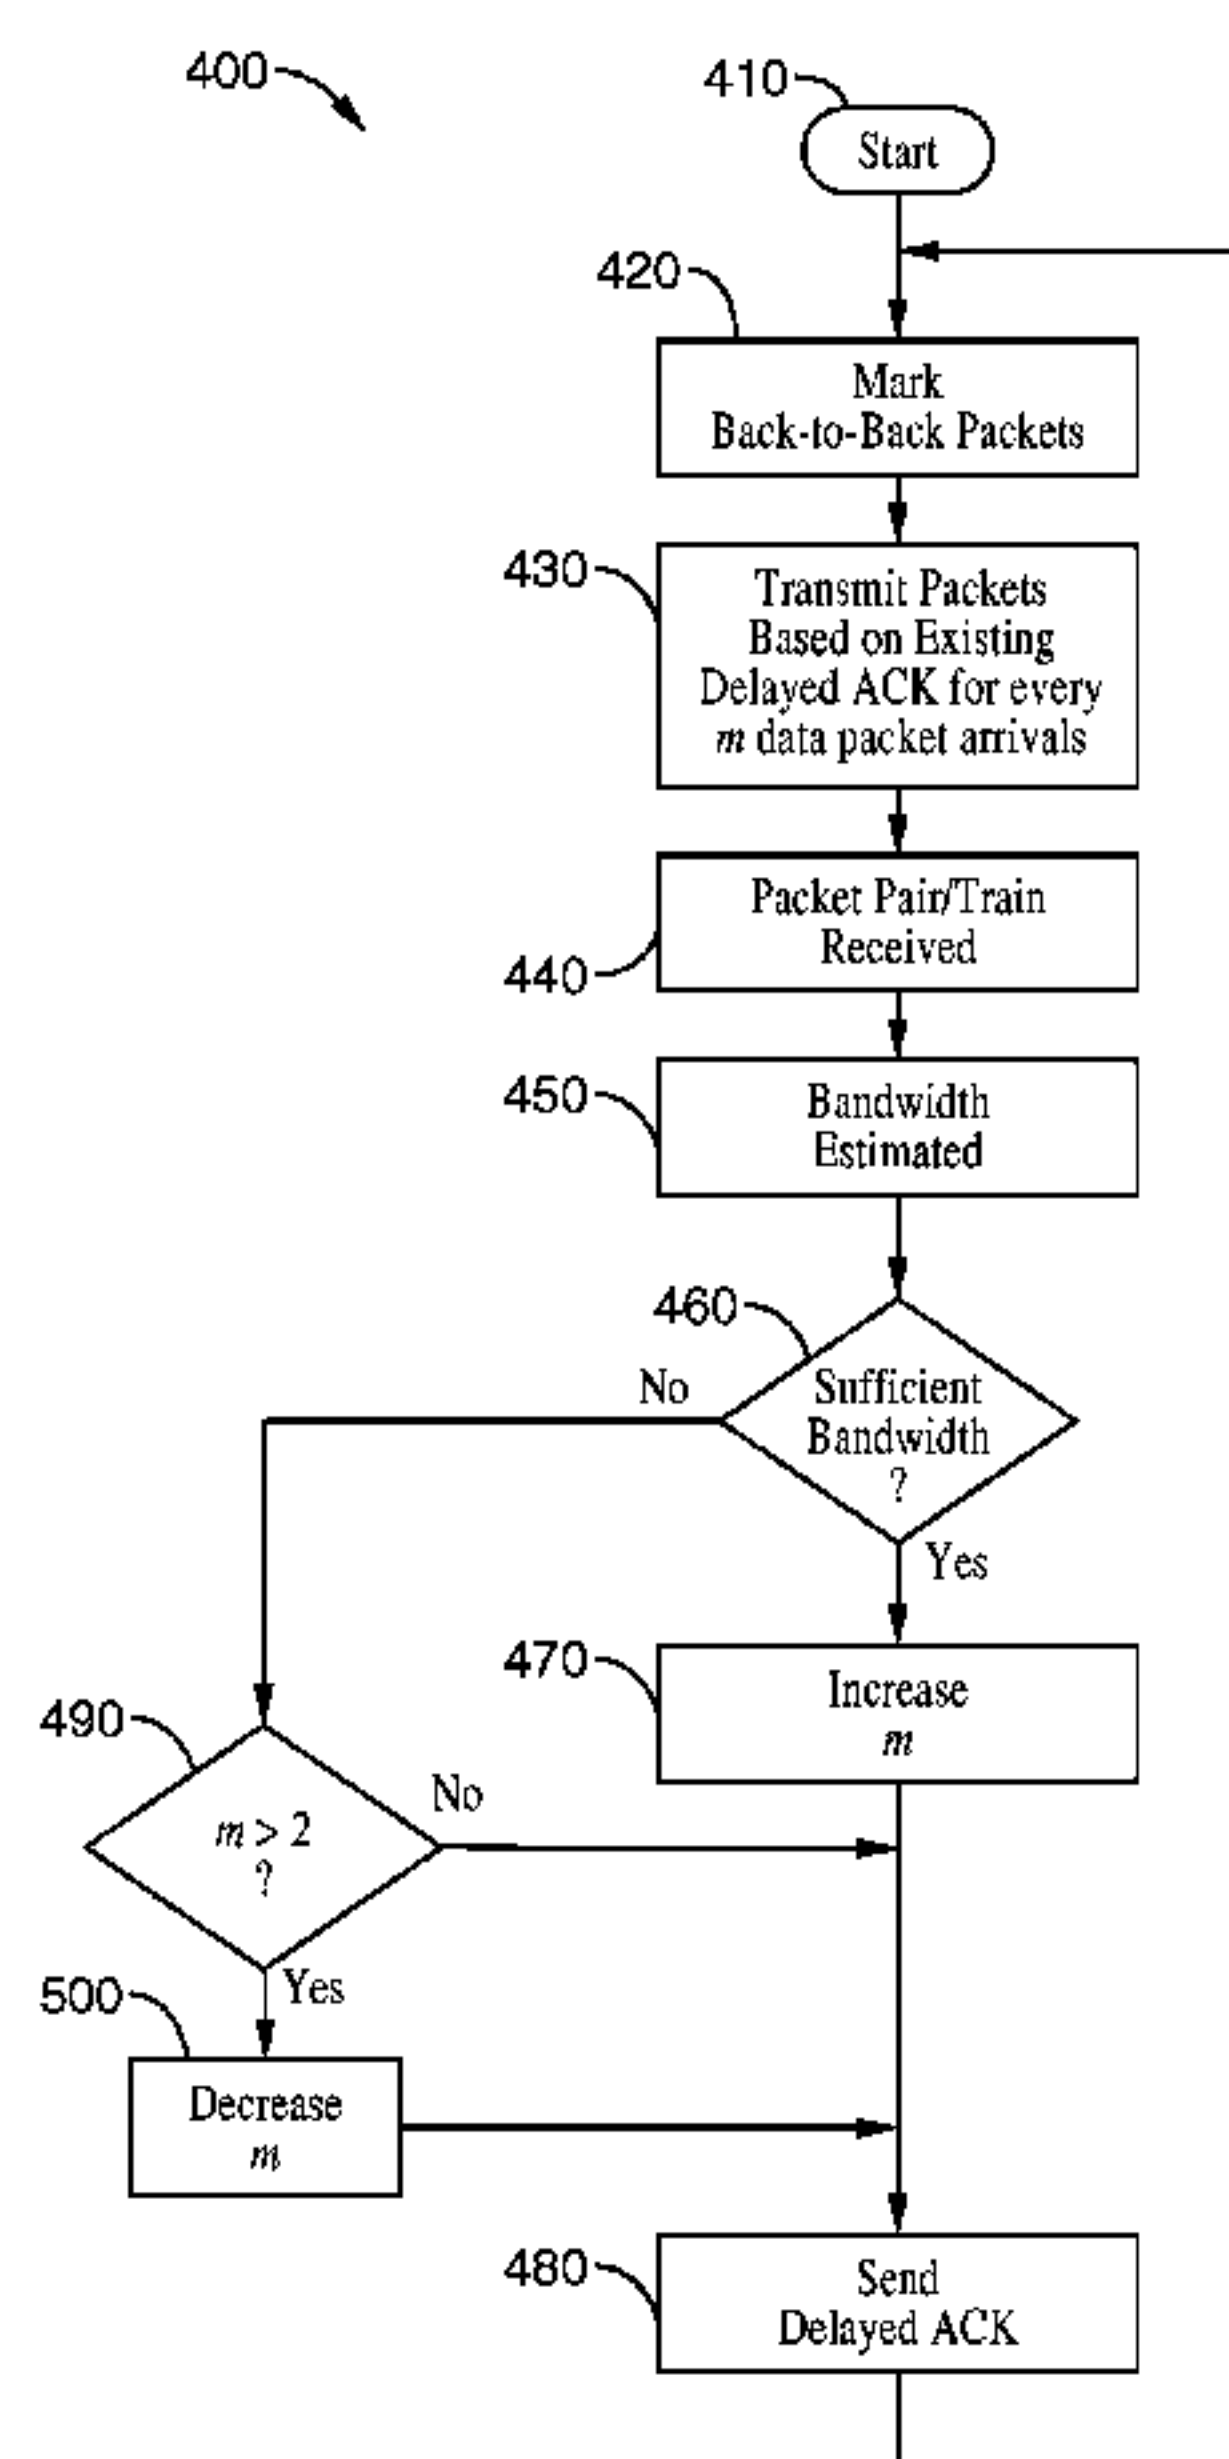 400
410
Start
420
Mark
Back-to-Back Packets
430
Transmit Packets
Based on Existing
Delayed ACK for every
m data packet arrivals
440
Packet Pair/Train
Received
450
Bandwidth
Estimated
460
No
Sufficient
Bandwidth
?
Yes
470
Increase
m
490
m > 2
?
No
Yes
500
Decrease
m
480
Send
Delayed ACK